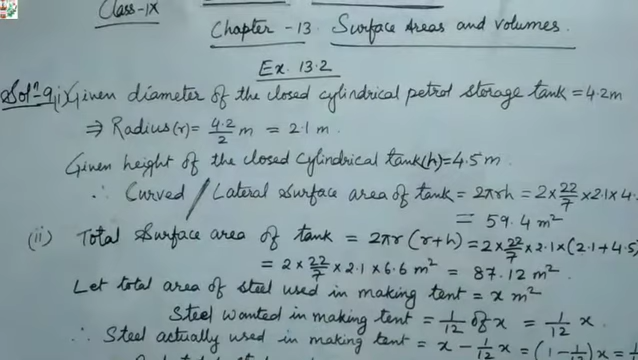 Class-IX
Chapter-13 Surface Areas and volumes.
Ex. 13.2
Solⁿ 9(i) Given diameter of the closed cylindrical petrol storage tank = 4.2m
⇒ Radius(r) = 4.2/2 m = 2.1 m.
Given height of the closed cylindrical tank(h) = 4.5 m.
∴ Curved / Lateral surface area of tank = 2πrh = 2 × 22/7 × 2.1 × 4.
= 59.4 m²
(ii) Total surface area of tank = 2πr (r+h) = 2 × 22/7 × 2.1 × (2.1+4.5)
= 2 × 22/7 × 2.1 × 6.6 m² = 87.12 m².
Let total area of steel used in making tent = x m²
Steel wanted in making tent = 1/12 of x = 1/12 x.
∴ Steel actually used in making tent = x - 1/12 x = (1 - 1/12) x =